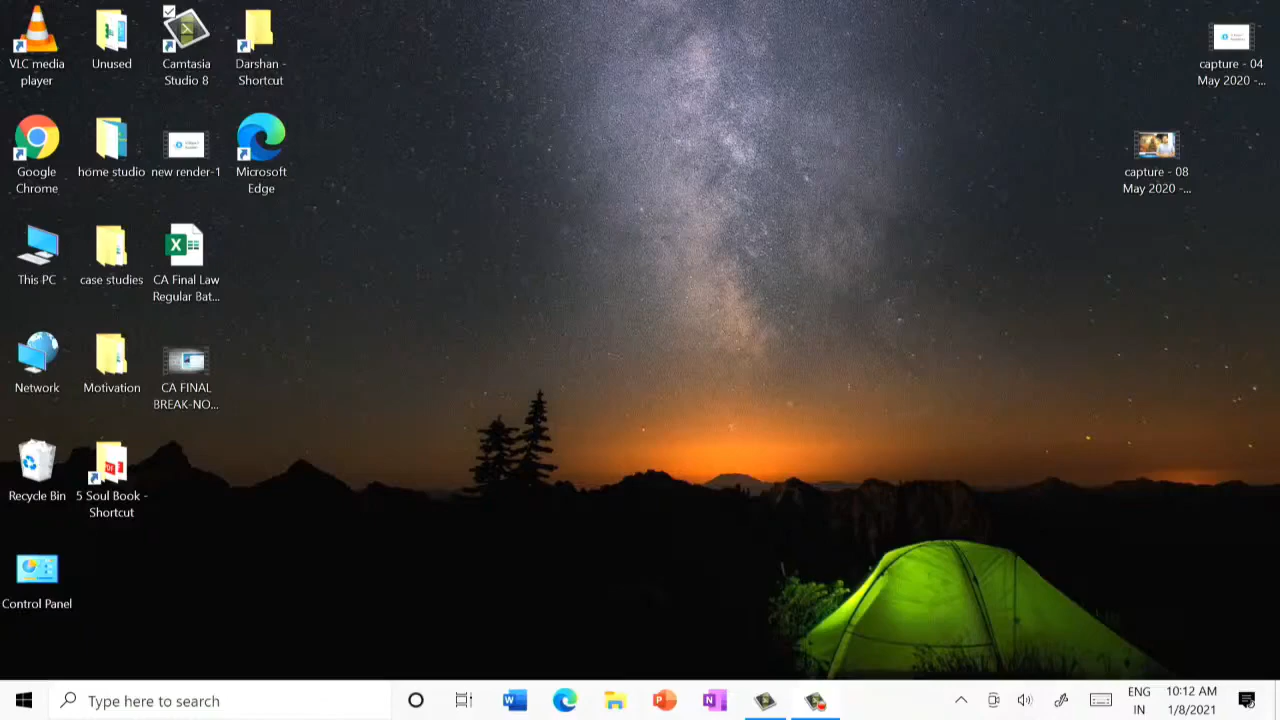 VLC media
player
Unused
Camtasia
Studio 8
Darshan -
Shortcut
capture - 04
May 2020 -...
Google
Chrome
home studio
new render-1
Microsoft
Edge
capture - 08
May 2020 -...
This PC
case studies
CA Final Law
Regular Bat...
Network
Motivation
CA FINAL
BREAK-NO...
Recycle Bin
5 Soul Book -
Shortcut
Control Panel
Type here to search
ENG
IN
10:12 AM
1/8/2021